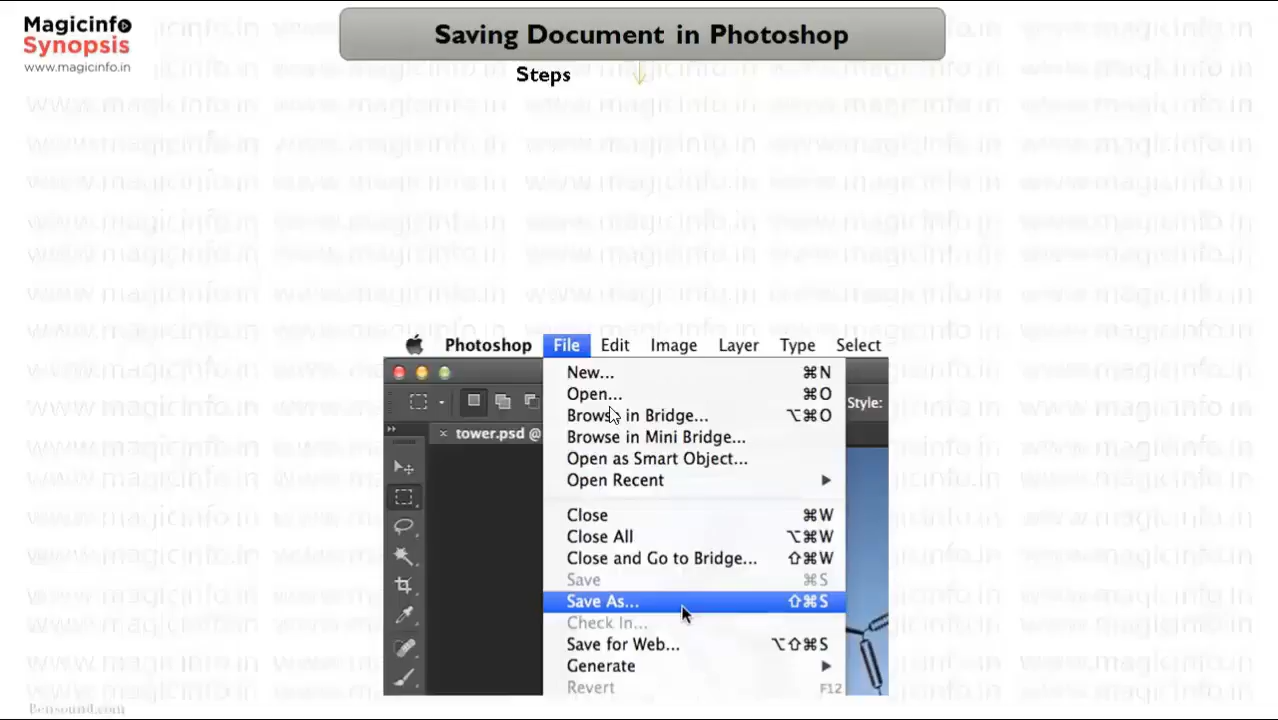 Magicinfo
Synopsis
www.magicinfo.in
Saving Document in Photoshop
Steps
Photoshop File Edit Image Layer Type Select
New... ⌘N
Open... ⌘O
Style:
Browse in Bridge... ⌥⌘O
tower.psd @
Browse in Mini Bridge...
Open as Smart Object...
Open Recent
Close ⌘W
Close All ⌥⌘W
Close and Go to Bridge... ⇧⌘W
Save ⌘S
Save As... ⇧⌘S
Check In...
Save for Web... ⌥⇧⌘S
Generate
Revert F12
Bensound.com